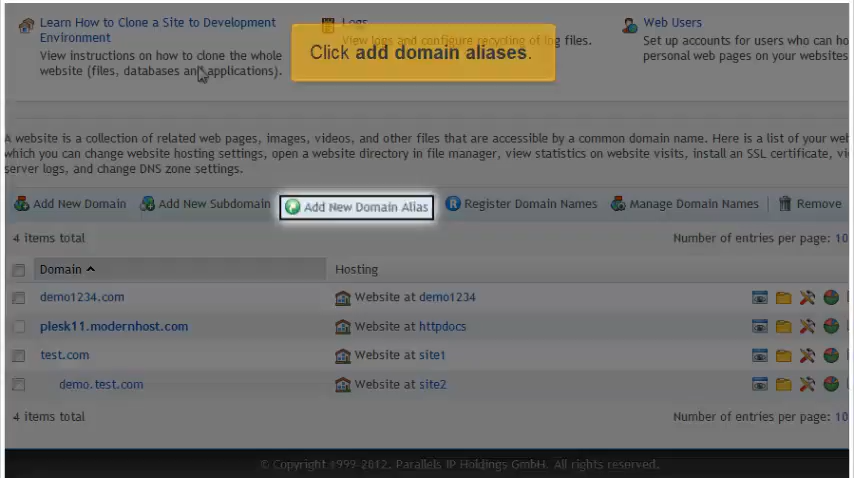 Learn How to Clone a Site to Development
Environment
View instructions on how to clone the whole
website (files, databases and applications).
Logs
View logs and configure recycling of log files.
Click add domain aliases.
Web Users
Set up accounts for users who can ho
personal web pages on your websites
A website is a collection of related web pages, images, videos, and other files that are accessible by a common domain name. Here is a list of your web
which you can change website hosting settings, open a website directory in file manager, view statistics on website visits, install an SSL certificate, vi
server logs, and change DNS zone settings.
Add New Domain Add New Subdomain Add New Domain Alias Register Domain Names Manage Domain Names Remove
4 items total Number of entries per page: 10
Domain Hosting
demo1234.com Website at demo1234
plesk11.modernhost.com Website at httpdocs
test.com Website at site1
demo.test.com Website at site2
4 items total Number of entries per page: 10
© Copyright 1999-2012. Parallels IP Holdings GmbH. All rights reserved.